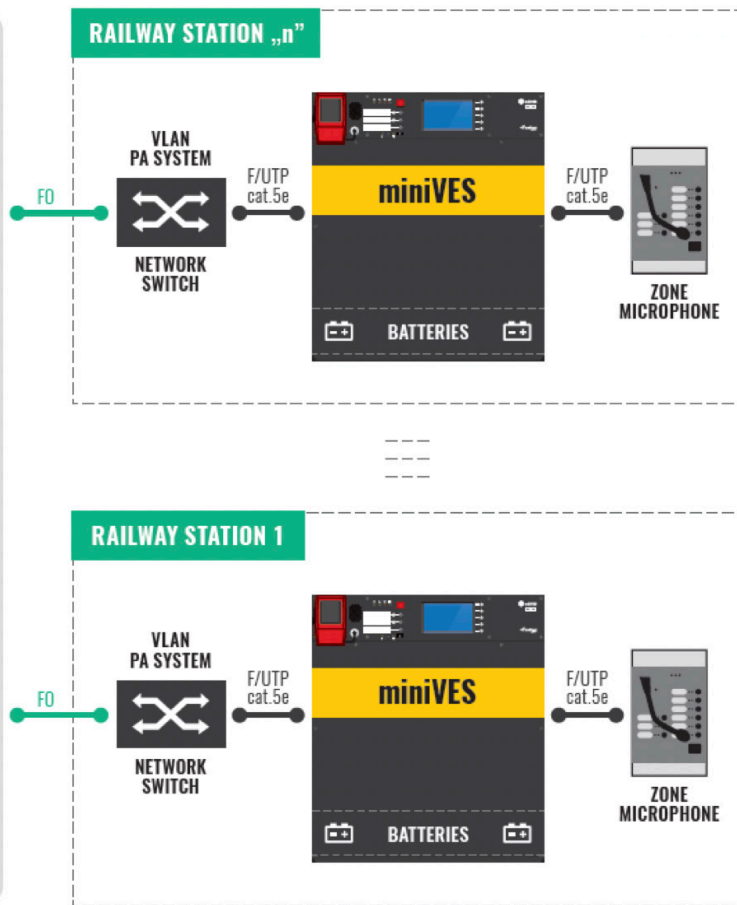 RAILWAY STATION „n”
VLAN
PA SYSTEM
FO
F/UTP
cat.5e
miniVES
F/UTP
cat.5e
NETWORK
SWITCH
ZONE
MICROPHONE
BATTERIES
RAILWAY STATION 1
VLAN
PA SYSTEM
FO
F/UTP
cat.5e
miniVES
F/UTP
cat.5e
NETWORK
SWITCH
ZONE
MICROPHONE
BATTERIES